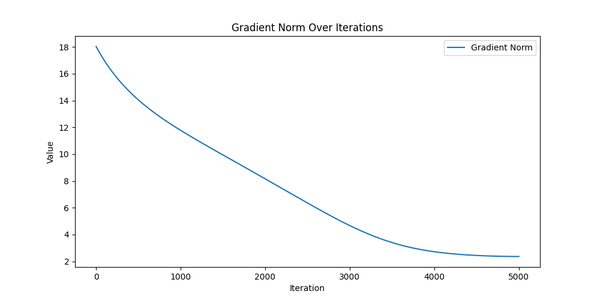 Gradient Norm Over Iterations
Gradient Norm
18
16
14
12
10
8
6
4
2
Value
0 1000 2000 3000 4000 5000
Iteration